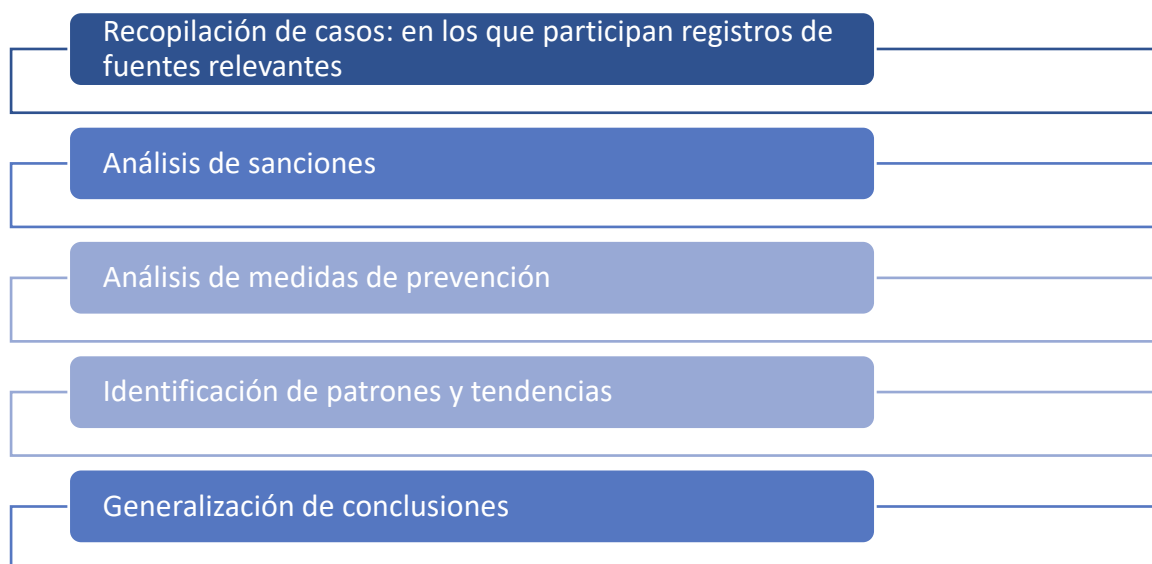 Recopilación de casos: en los que participan registros de
fuentes relevantes
Análisis de sanciones
Análisis de medidas de prevención
Identificación de patrones y tendencias
Generalización de conclusiones